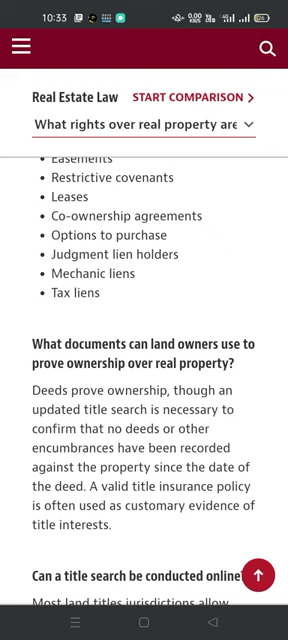 10:33
0.00 KB/S
4G
Real Estate Law
START COMPARISON
What rights over real property are
Easements
Restrictive covenants
Leases
Co-ownership agreements
Options to purchase
Judgment lien holders
Mechanic liens
Tax liens
What documents can land owners use to
prove ownership over real property?
Deeds prove ownership, though an
updated title search is necessary to
confirm that no deeds or other
encumbrances have been recorded
against the property since the date of
the deed. A valid title insurance policy
is often used as customary evidence of
title interests.
Can a title search be conducted online?
Most land titles jurisdictions allow